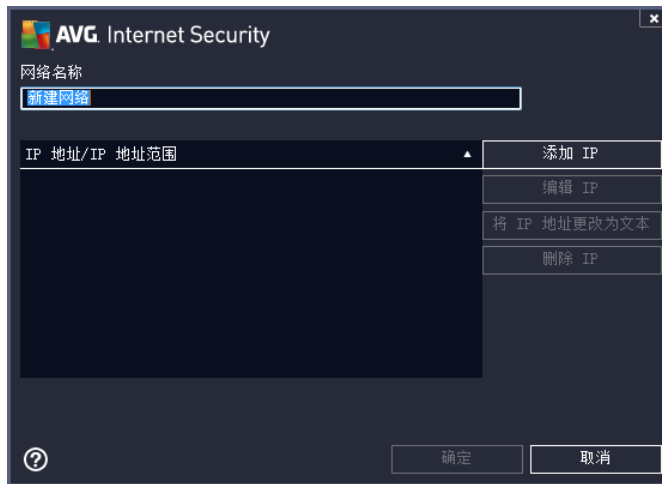 AVG. Internet Security
网络名称
新建网络
IP 地址/IP 地址范围
添加 IP
编辑 IP
将 IP 地址更改为文本
删除 IP
确定
取消